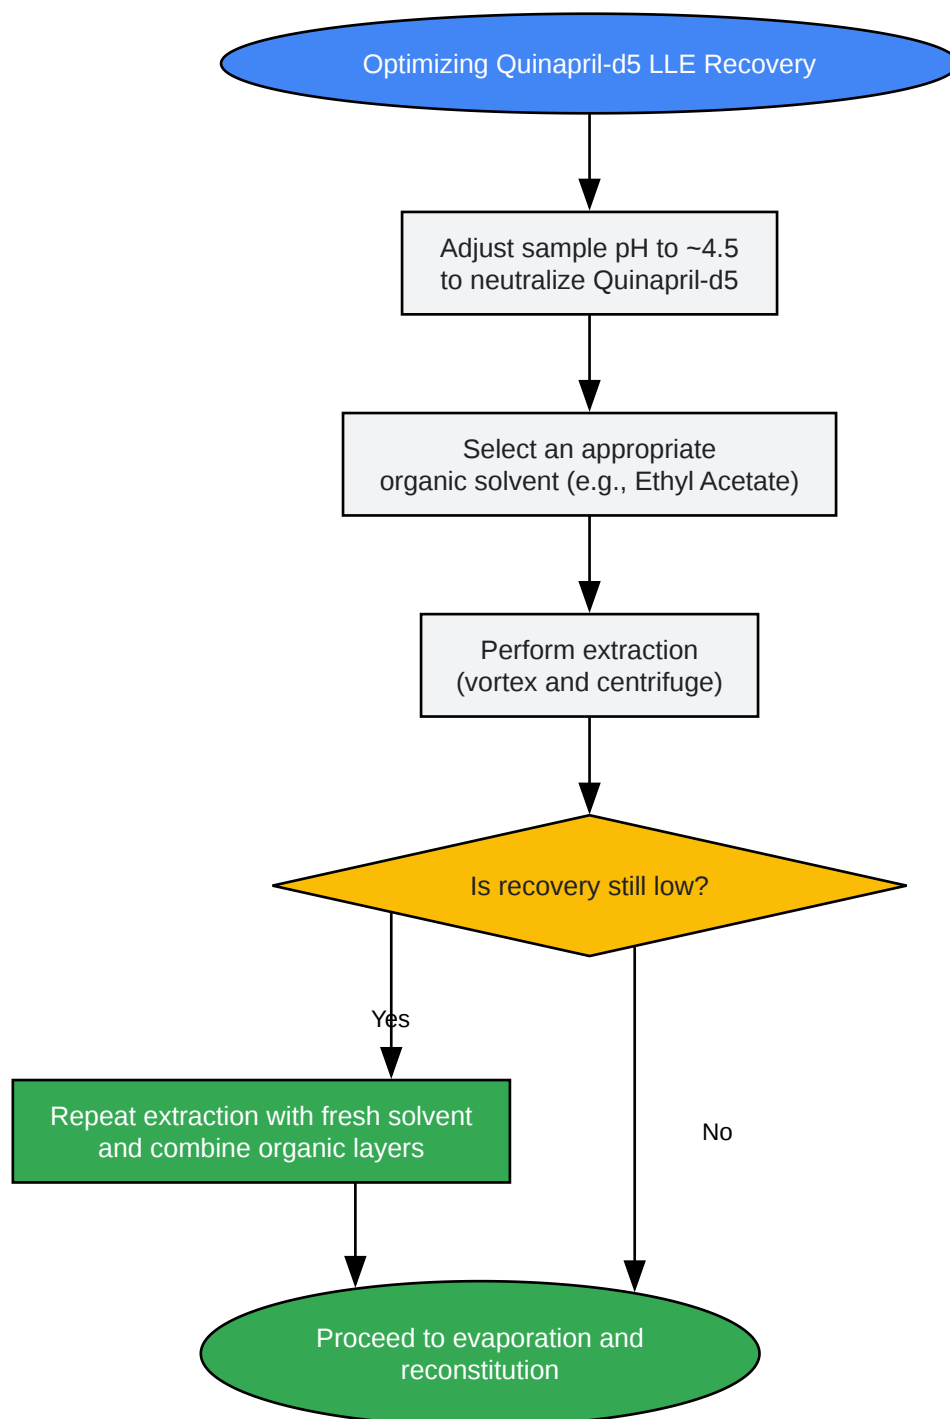 Optimizing Quinapril-d5 LLE Recovery
Adjust sample pH to ~4.5
to neutralize Quinapril-d5
Select an appropriate
organic solvent (e.g., Ethyl Acetate)
Perform extraction
(vortex and centrifuge)
Is recovery still low?
Yes
Repeat extraction with fresh solvent
and combine organic layers
No
Proceed to evaporation and
reconstitution